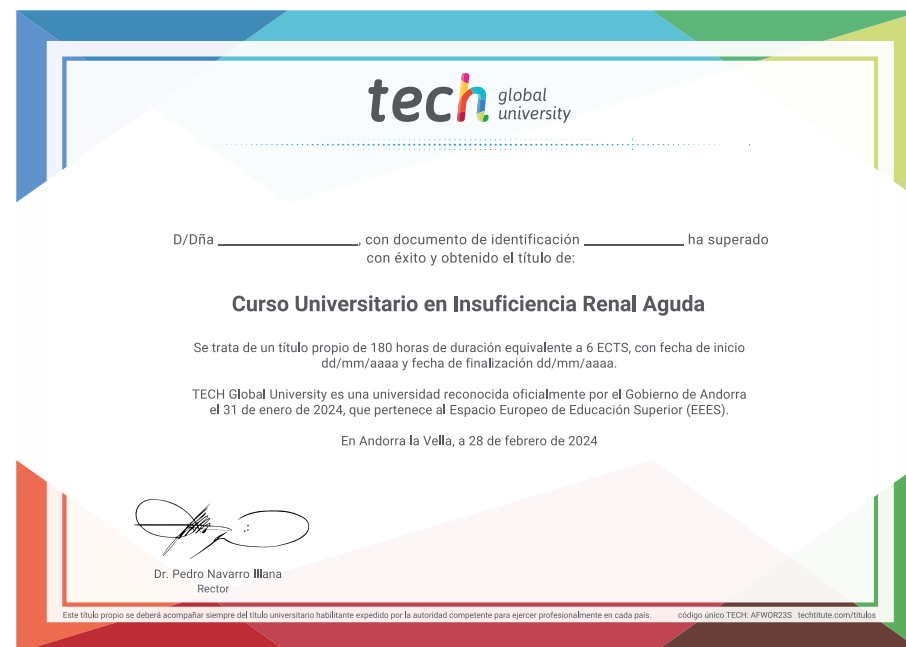 tech global university
D/Dña ____________________, con documento de identificación ______________ ha superado
con éxito y obtenido el título de:
Curso Universitario en Insuficiencia Renal Aguda
Se trata de un título propio de 180 horas de duración equivalente a 6 ECTS, con fecha de inicio
dd/mm/aaaa y fecha de finalización dd/mm/aaaa.
TECH Global University es una universidad reconocida oficialmente por el Gobierno de Andorra
el 31 de enero de 2024, que pertenece al Espacio Europeo de Educación Superior (EEES).
En Andorra la Vella, a 28 de febrero de 2024
Dr. Pedro Navarro Illana
Rector
Este título propio se deberá acompañar siempre del título universitario habilitante expedido por la autoridad competente para ejercer profesionalmente en cada país. código único TECH: AFWOR23S techtitute.com/titulos